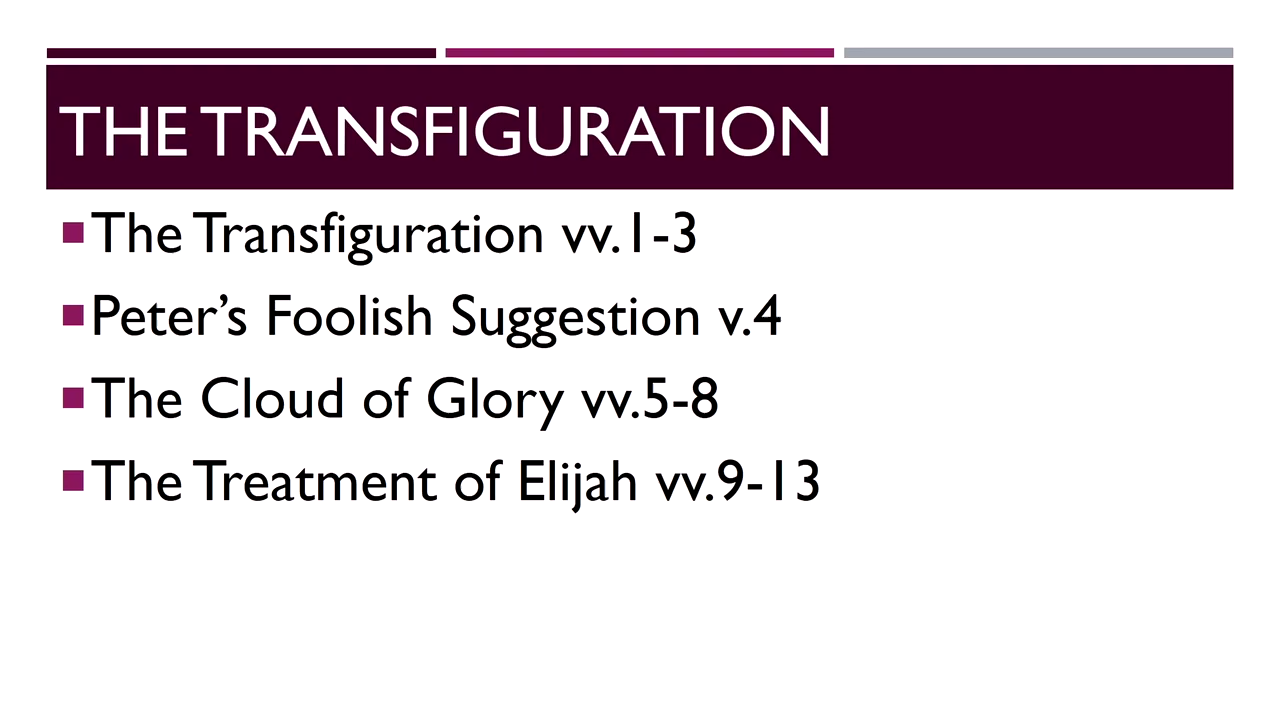 THE TRANSFIGURATION
The Transfiguration vv.1-3
Peter’s Foolish Suggestion v.4
The Cloud of Glory vv.5-8
The Treatment of Elijah vv.9-13